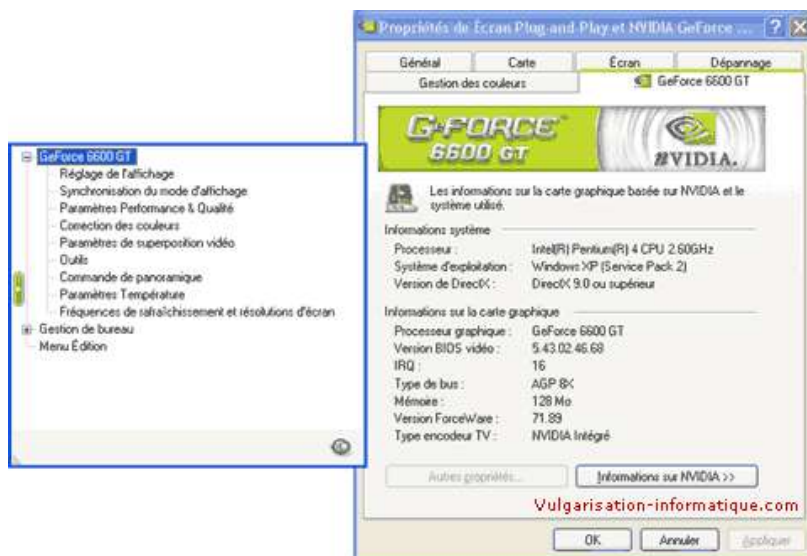 Propriétés de Écran Plug-and-Play et NVIDIA GeForce ...
Général Carte Écran Dépannage
Gestion des couleurs GeForce 6600 GT
GeForce 6600 GT
Réglage de l'affichage
Synchronisation du mode d'affichage
Paramètres Performance & Qualité
Correction des couleurs
Paramètres de superposition vidéo
Outils
Commande de panoramique
Paramètres Température
Fréquences de rafraîchissement et résolutions d'écran
Gestion de bureau
Menu Édition
GEFORCE
6600 GT
NVIDIA.
Les informations sur la carte graphique basée sur NVIDIA et le
système utilisé.
Informations système
Processeur : Intel(R) Pentium(R) 4 CPU 2.60GHz
Système d'exploitation : Windows XP (Service Pack 2)
Version de DirectX : DirectX 9.0 ou supérieur
Informations sur la carte graphique
Processeur graphique : GeForce 6600 GT
Version BIOS vidéo : 5.43.02.46.68
IRQ : 16
Type de bus : AGP 8X
Mémoire : 128 Mo
Version ForceWare : 71.89
Type encodeur TV : NVIDIA Intégré
Autres propriétés... Informations sur NVIDIA >>
Vulgarisation-informatique.com
OK Annuler Appliquer